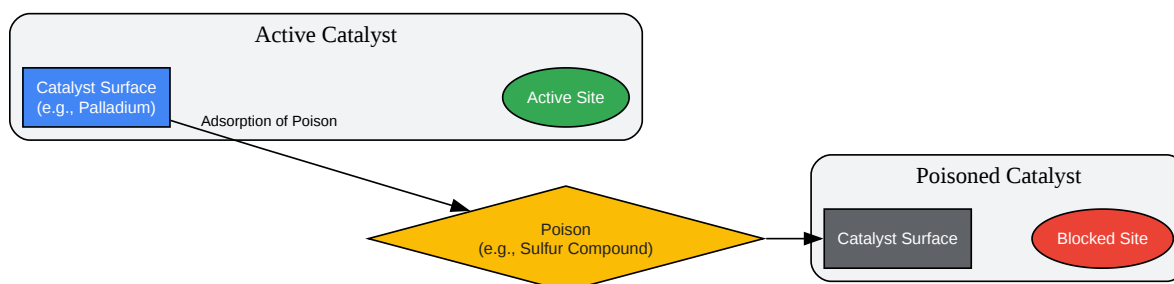 Active Catalyst
Catalyst Surface
(e.g., Palladium)
Active Site
Adsorption of Poison
Poisoned Catalyst
Poison
(e.g., Sulfur Compound)
Catalyst Surface
Blocked Site